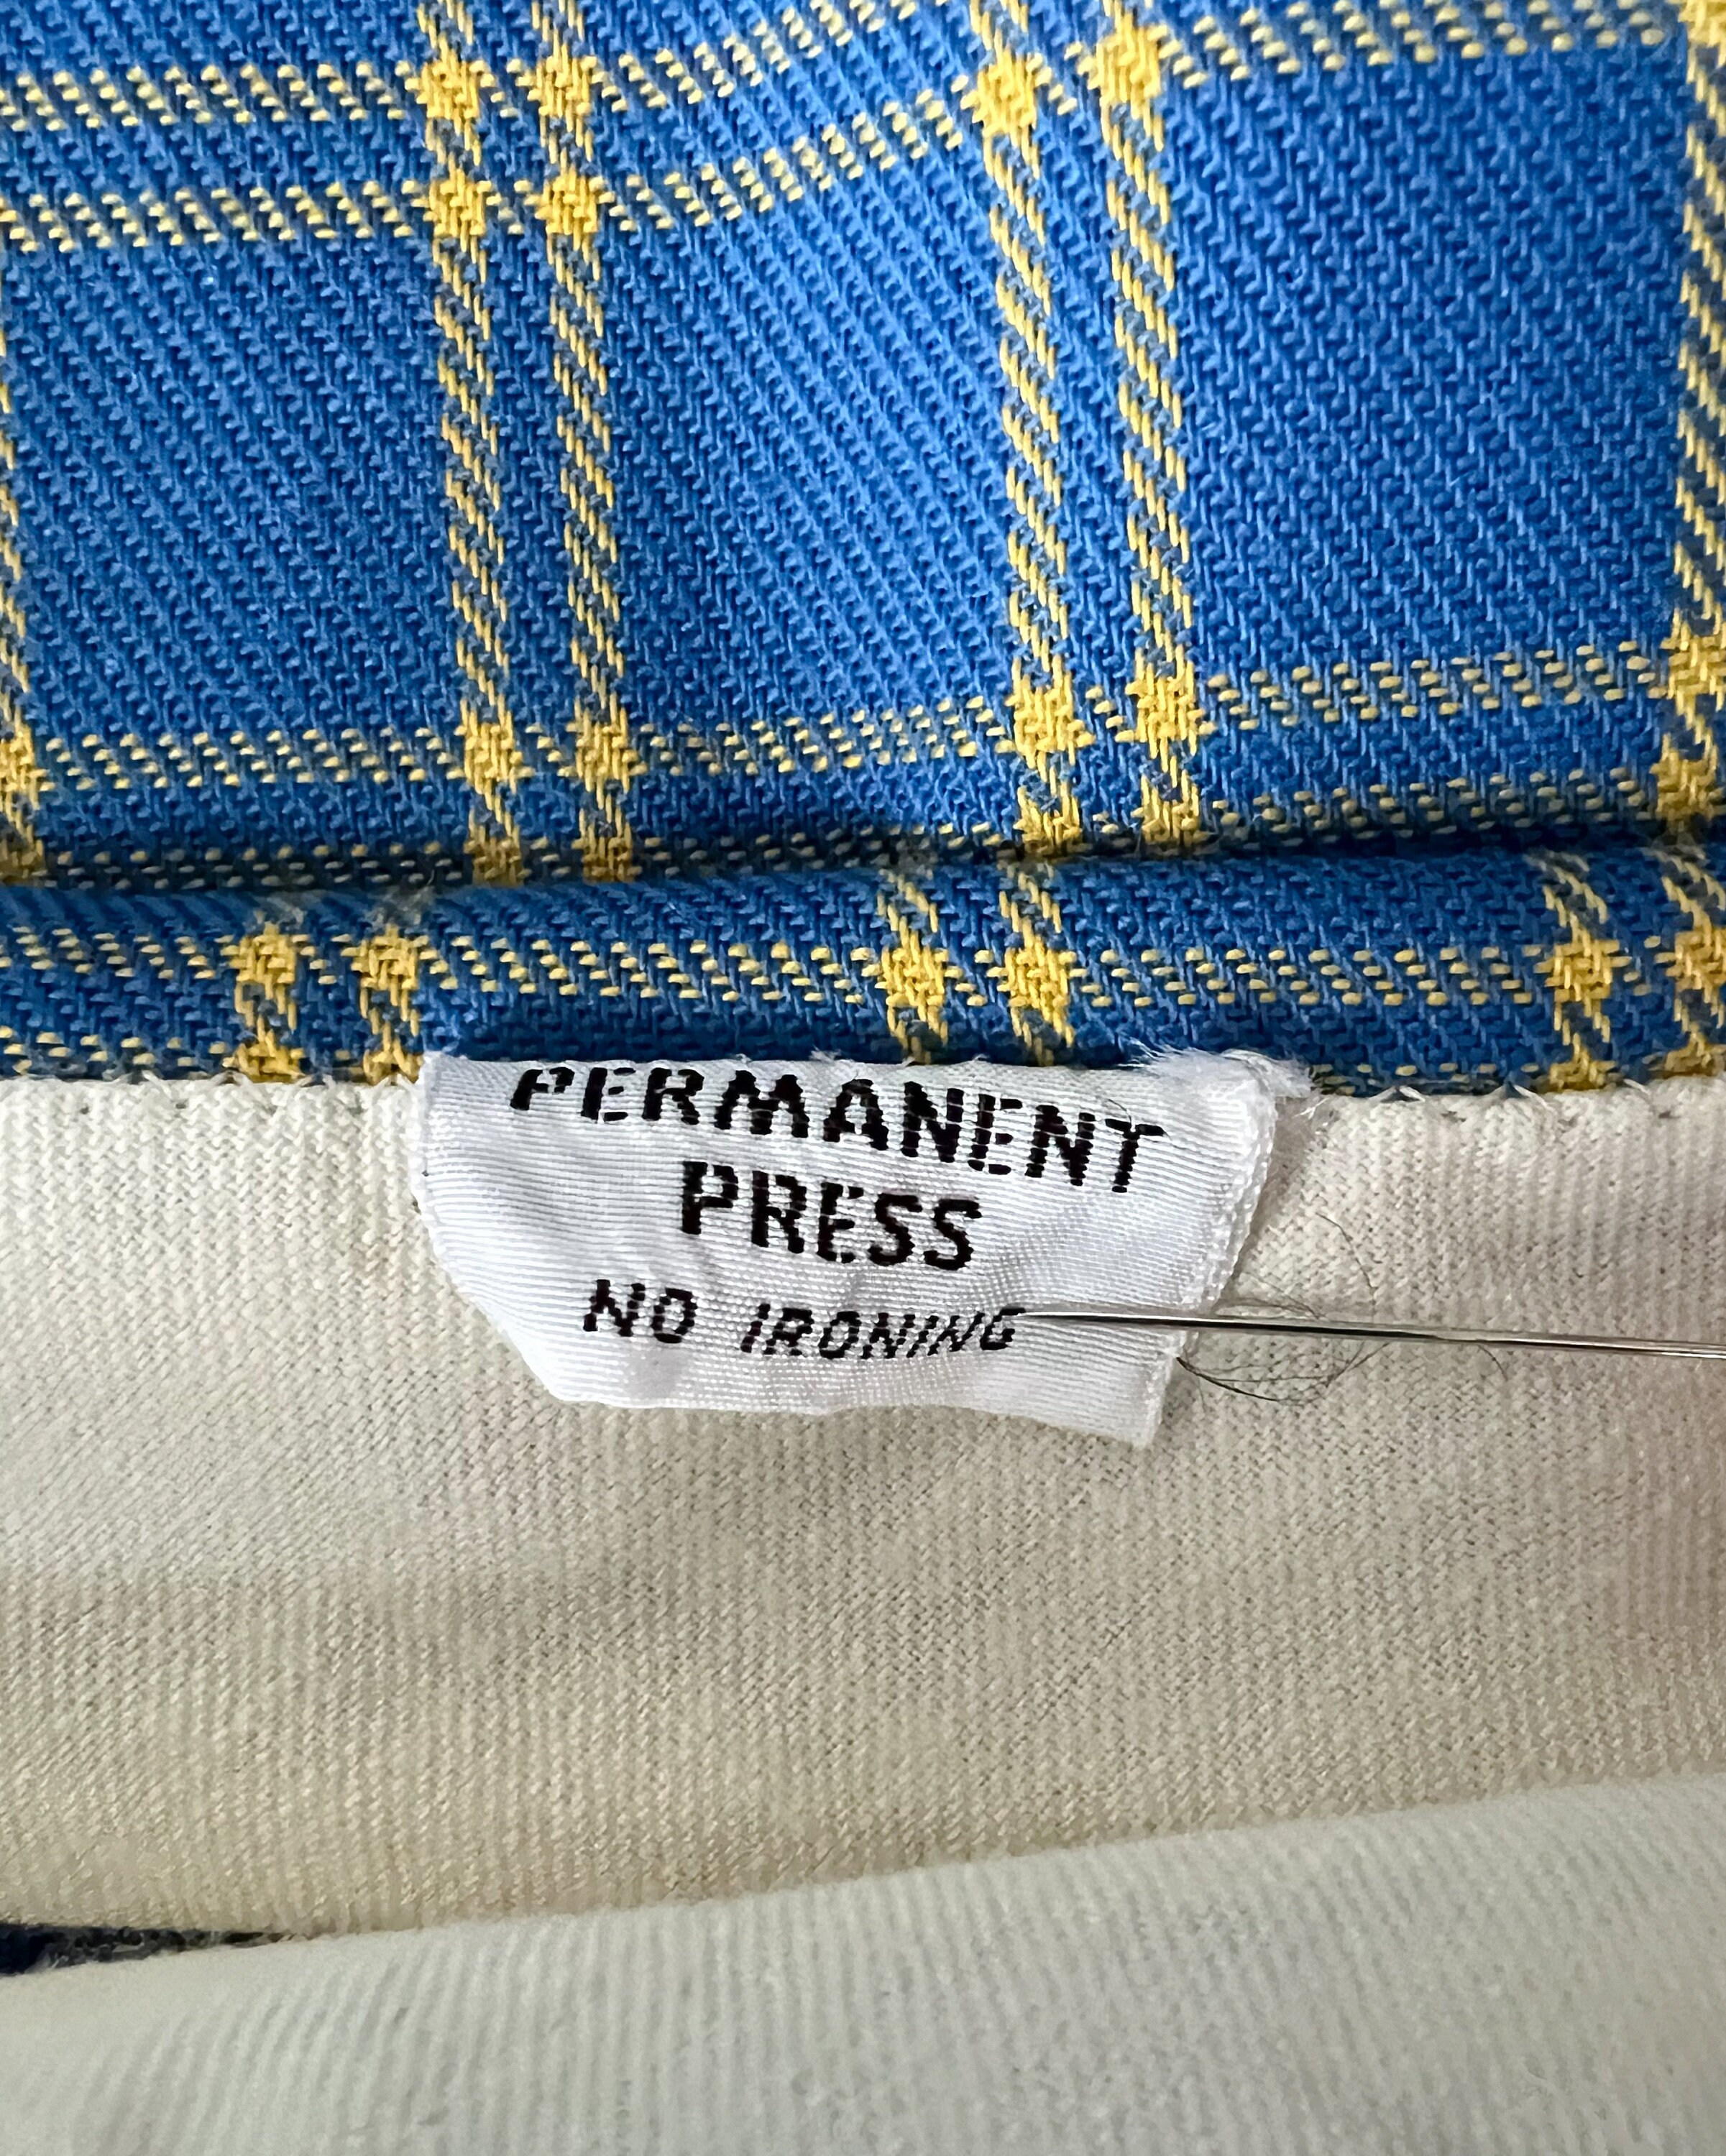 PERMANENT
PRESS
NO IRONING